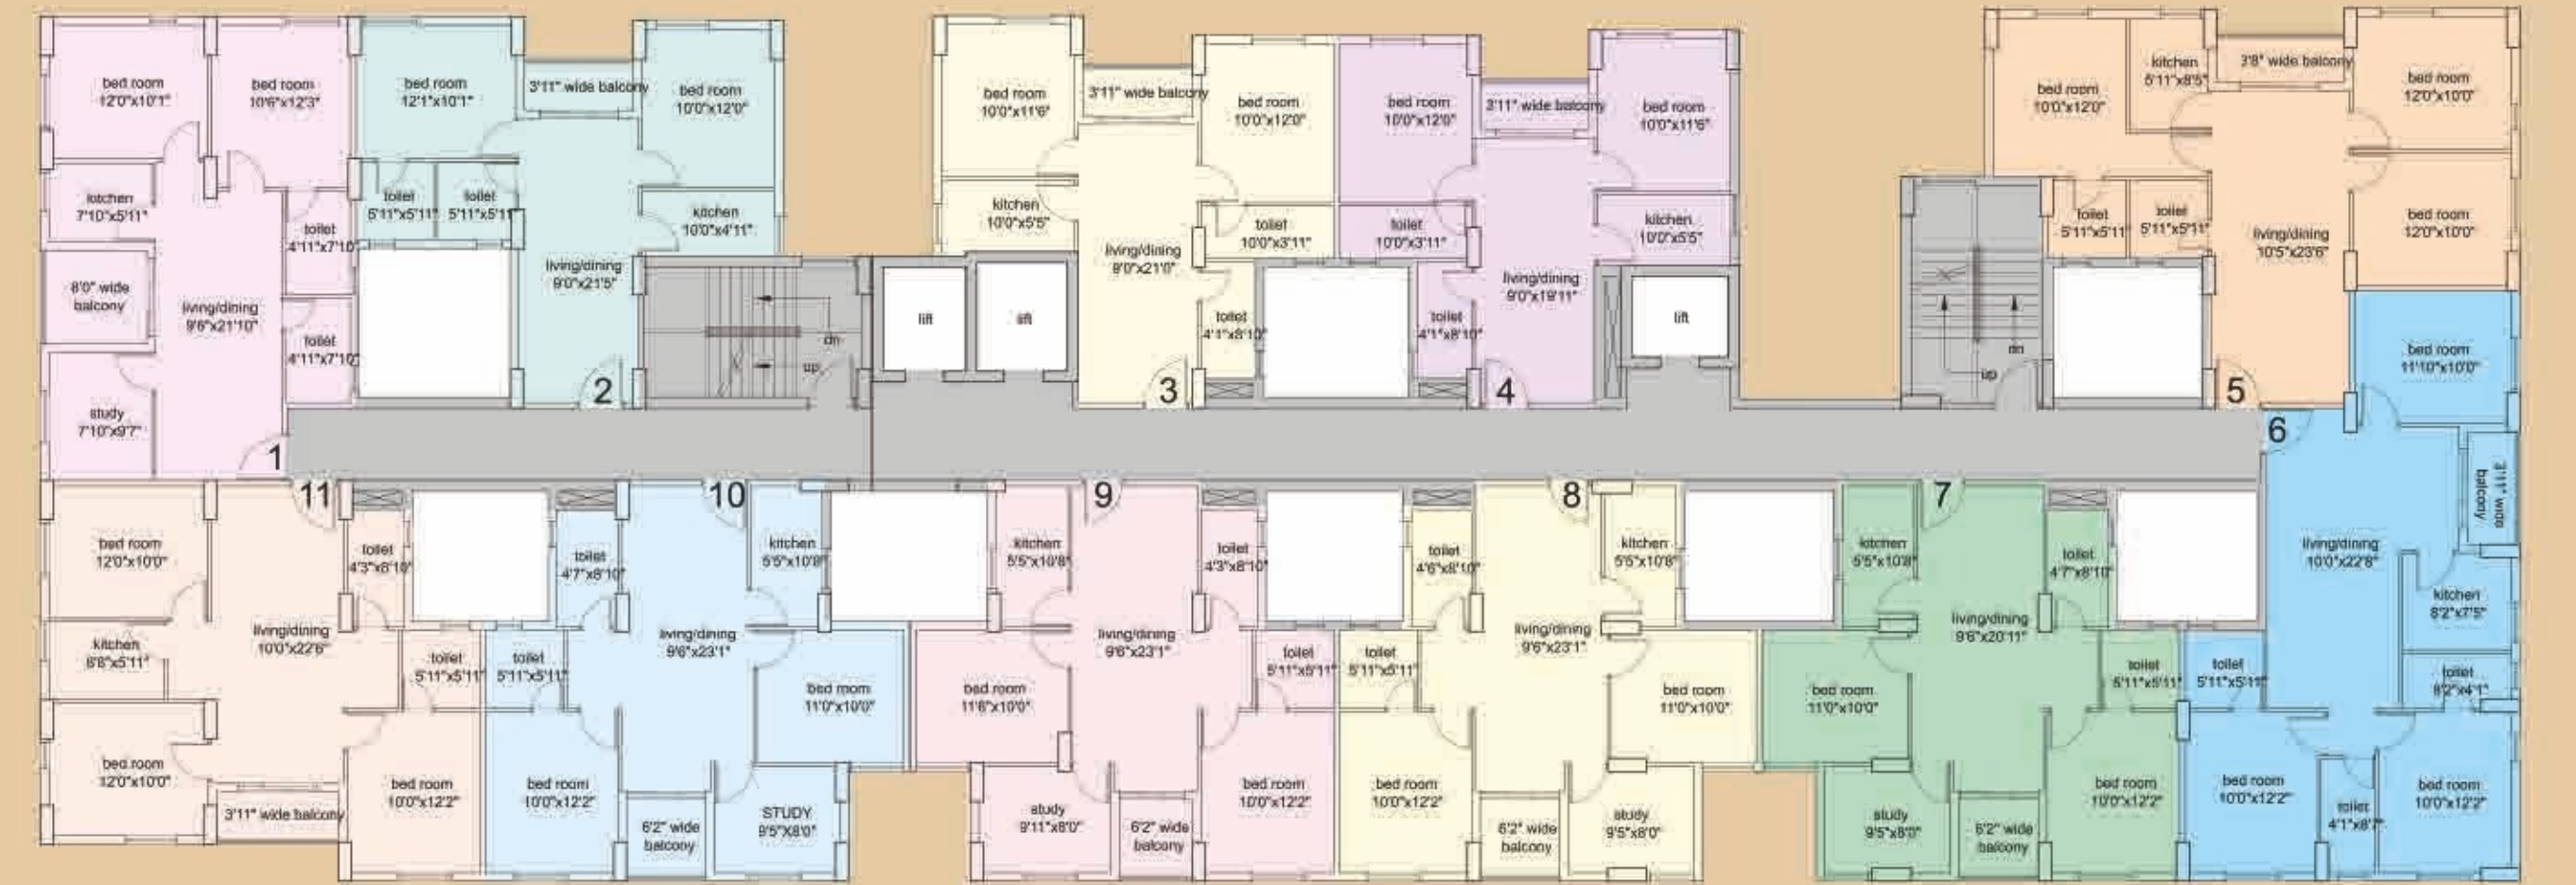 bed room
12'0"x10'1"
bed room
10'6"x12'3"
kitchen
7'10"x5'11"
toilet
4'11"x7'10"
8'0" wide
balcony
living/dining
9'6"x21'10"
toilet
4'11"x7'10"
study
7'10"x9'7"
1
bed room
12'1"x10'1"
3'11" wide balcony
bed room
10'0"x12'0"
toilet
5'11"x5'11"
toilet
5'11"x5'11"
kitchen
10'0"x4'11"
living/dining
9'0"x21'5"
2
dn
up
lift
lift
bed room
10'0"x11'6"
3'11" wide balcony
bed room
10'0"x12'0"
kitchen
10'0"x5'5"
toilet
10'0"x3'11"
living/dining
9'0"x21'0"
toilet
4'1"x8'10"
3
bed room
10'0"x12'0"
3'11" wide balcony
bed room
10'0"x11'6"
toilet
10'0"x3'11"
kitchen
10'0"x5'5"
living/dining
9'0"x19'11"
toilet
4'1"x8'10"
4
lift
up
dn
bed room
10'0"x12'0"
kitchen
5'11"x8'5"
3'8" wide balcony
bed room
12'0"x10'0"
toilet
5'11"x5'11"
toilet
5'11"x5'11"
living/dining
10'5"x23'6"
bed room
12'0"x10'0"
5
bed room
11'10"x10'0"
6
3'11" wide
balcony
living/dining
10'0"x22'8"
kitchen
8'2"x7'5"
toilet
8'2"x4'1"
toilet
5'11"x5'11"
bed room
10'0"x12'2"
toilet
4'1"x8'7"
bed room
10'0"x12'2"
11
bed room
12'0"x10'0"
toilet
4'3"x8'10"
living/dining
10'0"x22'6"
kitchen
8'8"x5'11"
toilet
5'11"x5'11"
bed room
12'0"x10'0"
3'11" wide balcony
bed room
10'0"x12'2"
10
toilet
4'7"x8'10"
kitchen
5'5"x10'8"
living/dining
9'6"x23'1"
toilet
5'11"x5'11"
bed room
11'0"x10'0"
bed room
10'0"x12'2"
6'2" wide
balcony
STUDY
9'5"X8'0"
9
kitchen
5'5"x10'8"
toilet
4'3"x8'10"
living/dining
9'6"x23'1"
bed room
11'6"x10'0"
toilet
5'11"x5'11"
study
9'11"x8'0"
6'2" wide
balcony
bed room
10'0"x12'2"
8
toilet
4'6"x8'10"
kitchen
5'5"x10'8"
living/dining
9'6"x23'1"
toilet
5'11"x5'11"
bed room
11'0"x10'0"
bed room
10'0"x12'2"
6'2" wide
balcony
study
9'5"x8'0"
7
kitchen
5'5"x10'8"
toilet
4'7"x8'10"
living/dining
9'6"x20'11"
bed room
11'0"x10'0"
toilet
5'11"x5'11"
study
9'5"x8'0"
6'2" wide
balcony
bed room
10'0"x12'2"